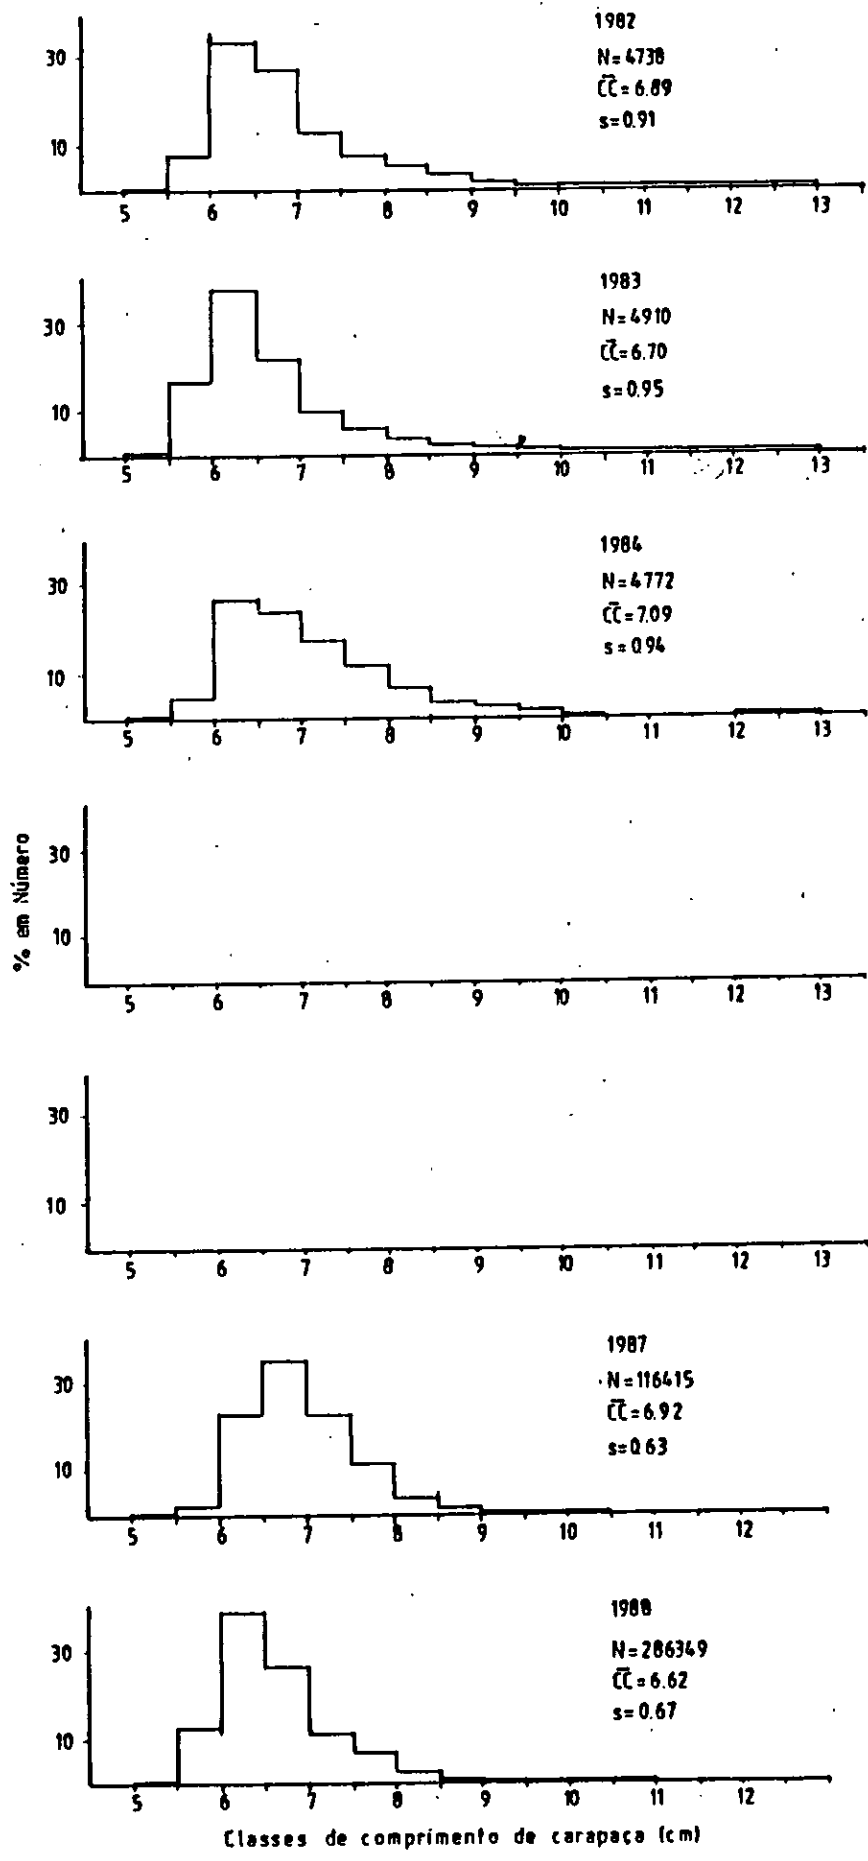 1982
N=4738
C̅C̅=6.89
s=0.91
30
10
5 6 7 8 9 10 11 12 13
1983
N=4910
C̅C̅=6.70
s=0.95
30
10
5 6 7 8 9 10 11 12 13
1984
N=4772
C̅C̅=7.09
s=0.94
30
10
5 6 7 8 9 10 11 12 13
% em Número
30
10
5 6 7 8 9 10 11 12 13
30
10
5 6 7 8 9 10 11 12 13
1987
N=116415
C̅C̅=6.92
s=0.63
30
10
5 6 7 8 9 10 11 12
1988
N=286349
C̅C̅=6.62
s=0.67
30
10
5 6 7 8 9 10 11 12
Classes de comprimento de carapaça (cm)